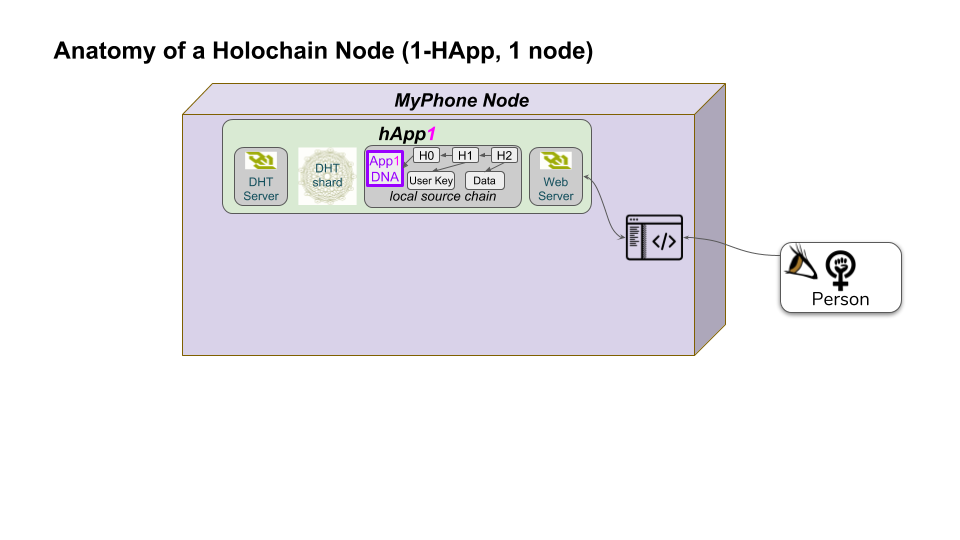 Anatomy of a Holochain Node (1-HApp, 1 node)
MyPhone Node
hApp1
DHT
Server
DHT
shard
App1
DNA
H0
H1
H2
User Key
Data
local source chain
Web
Server
</>
Person